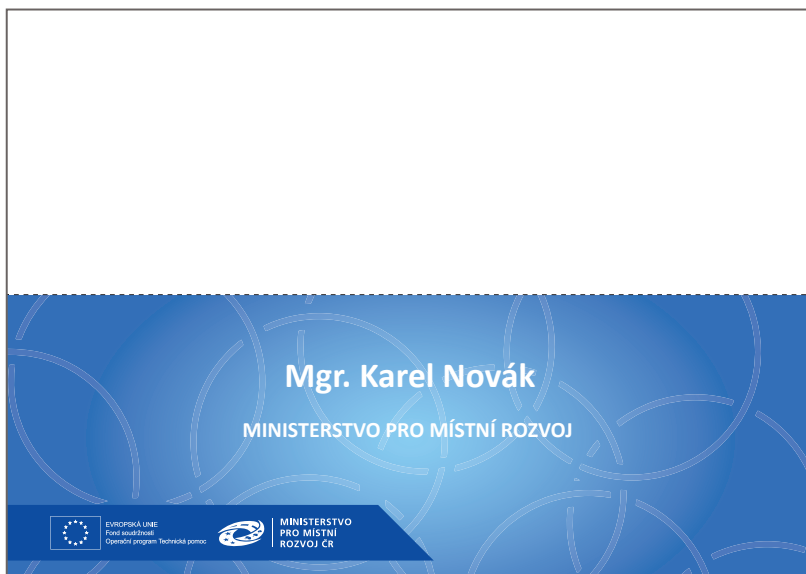 Mgr. Karel Novák
MINISTERSTVO PRO MÍSTNÍ ROZVOJ
EVROPSKÁ UNIE
Fond soudržnosti
Operační program Technická pomoc
MINISTERSTVO
PRO MÍSTNÍ
ROZVOJ ČR